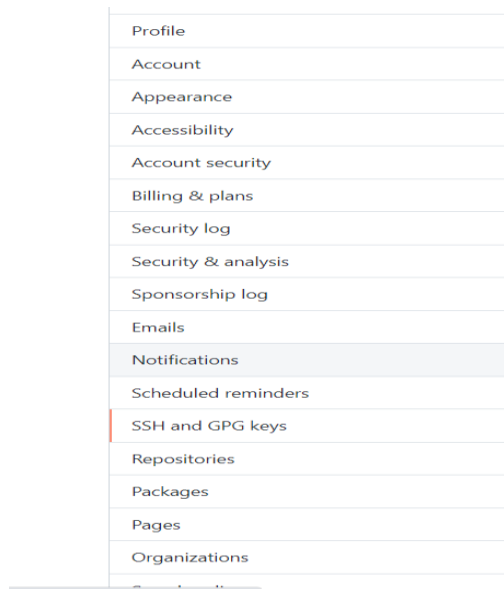 Profile
Account
Appearance
Accessibility
Account security
Billing & plans
Security log
Security & analysis
Sponsorship log
Emails
Notifications
Scheduled reminders
SSH and GPG keys
Repositories
Packages
Pages
Organizations